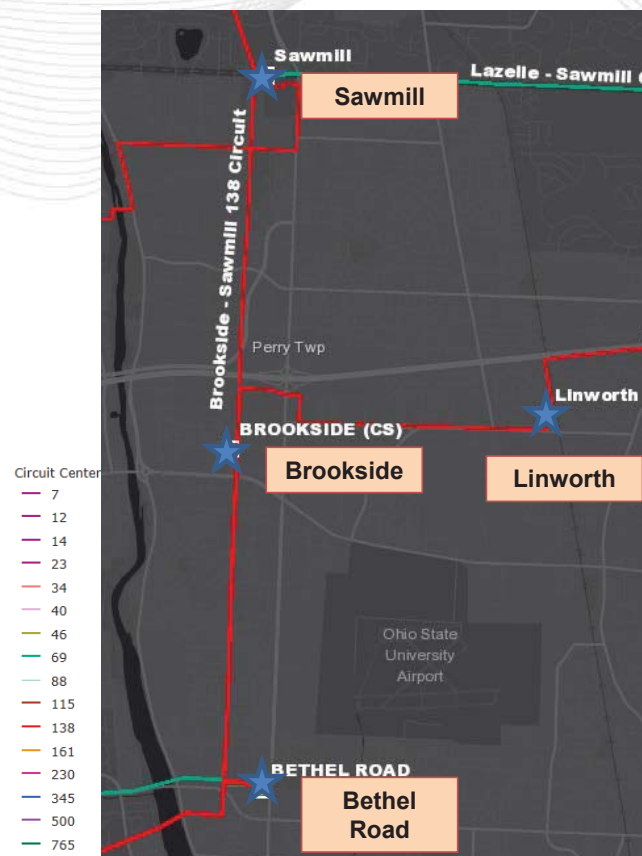 Sawmill
Lazelle - Sawmill
Sawmill
Brookside - Sawmill 138 Circuit
Perry Twp
Linworth
BROOKSIDE (CS)
Brookside
Linworth
Circuit Center
7
12
14
23
34
40
46
69
88
115
138
161
230
345
500
765
Ohio State
University
Airport
BETHEL ROAD
Bethel
Road